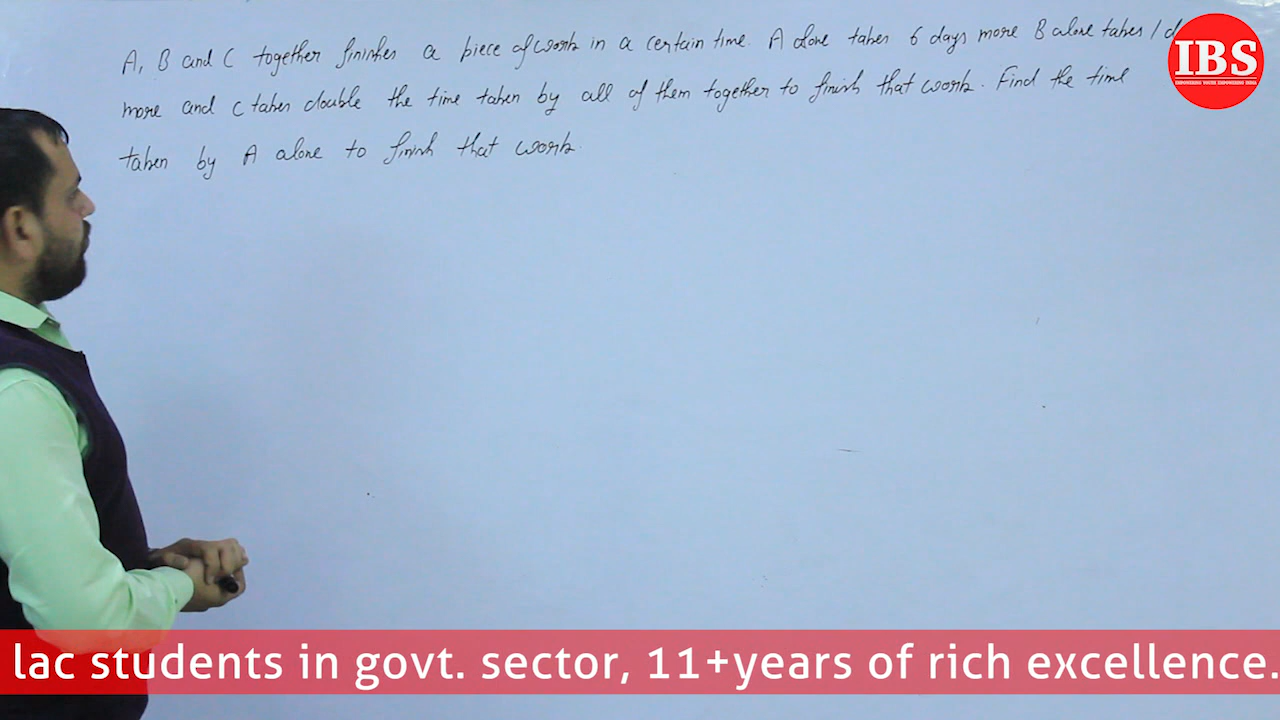 A, B and C together finishes a piece of work in a certain time. A alone takes 6 days more B alone takes 1 d
more and C takes double the time taken by all of them together to finish that work. Find the time
taken by A alone to finish that work.
IBS
lac students in govt. sector, 11+years of rich excellence.